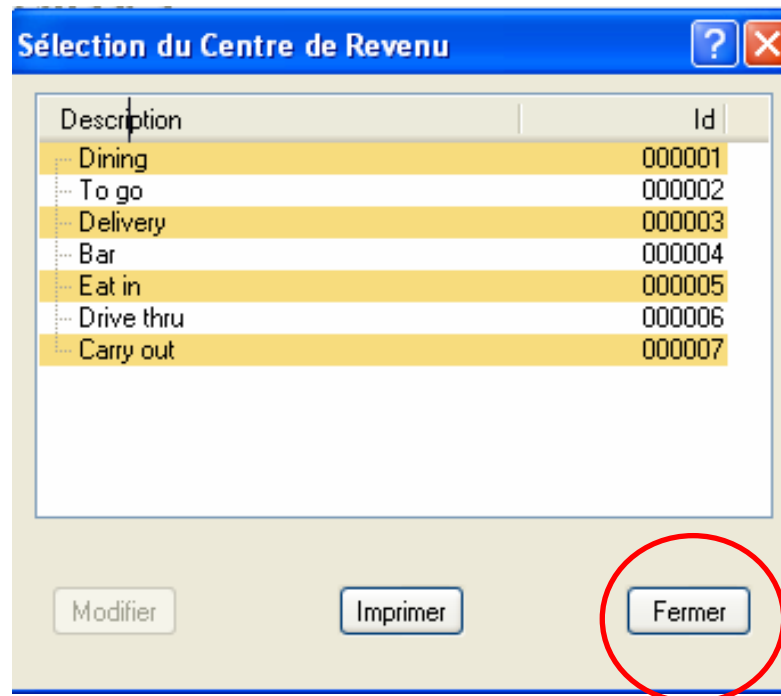 Sélection du Centre de Revenu ?
Description Id
Dining 000001
To go 000002
Delivery 000003
Bar 000004
Eat in 000005
Drive thru 000006
Carry out 000007
Modifier Imprimer Fermer